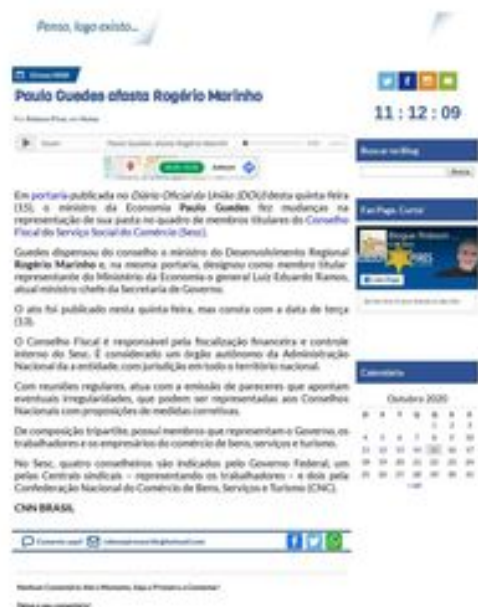 Penso, logo existo...
Paulo Guedes afasta Rogério Marinho
11 : 12 : 09
Buscar no Blog
Fan Page. Curta!
Em portaria publicada no Diário Oficial da União (DOU) desta quinta-feira
(15), o ministro da Economia Paulo Guedes fez mudanças na
representação de sua pasta no quadro de membros titulares do Conselho
Fiscal do Serviço Social do Comércio (Sesc).
Guedes dispensou do conselho o ministro do Desenvolvimento Regional
Rogério Marinho e, na mesma portaria, designou como membro titular
representante do Ministério da Economia o general Luiz Eduardo Ramos,
atual ministro-chefe da Secretaria de Governo.
O ato foi publicado nesta quinta-feira, mas consta com a data de terça
(13).
O Conselho Fiscal é responsável pela fiscalização financeira e controle
interno do Sesc. É considerado um órgão autônomo da Administração
Nacional da a entidade, com jurisdição em todo o território nacional.
Com reuniões regulares, atua com a emissão de pareceres que apontam
eventuais irregularidades, que podem ser representadas aos Conselhos
Nacionais com proposições de medidas corretivas.
De composição tripartite, possui membros que representam o Governo, os
trabalhadores e os empresários do comércio de bens, serviços e turismo.
No Sesc, quatro conselheiros são indicados pelo Governo Federal, um
pelas Centrais sindicais – representando os trabalhadores – e dois pela
Confederação Nacional do Comércio de Bens, Serviços e Turismo (CNC).
CNN BRASIL
Calendário
Outubro 2020
Comente aqui!